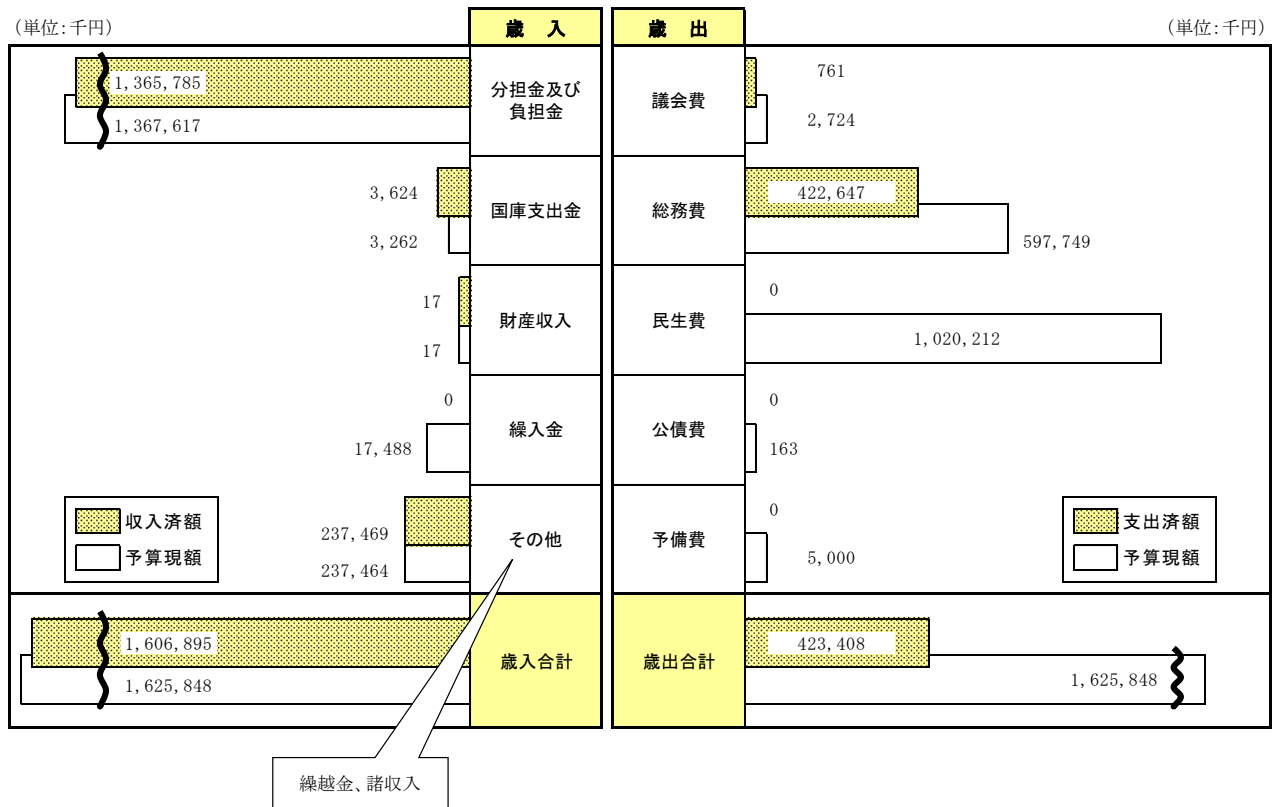 (単位:千円)
歳 入
歳 出
(単位:千円)
1,365,785
1,367,617
分担金及び
負担金
議会費
761
2,724
3,624
3,262
国庫支出金
総務費
422,647
597,749
17
17
財産収入
民生費
0
1,020,212
0
17,488
繰入金
公債費
0
163
収入済額
予算現額
237,469
237,464
その他
予備費
0
5,000
支出済額
予算現額
1,606,895
1,625,848
歳入合計
歳出合計
423,408
1,625,848
繰越金、諸収入